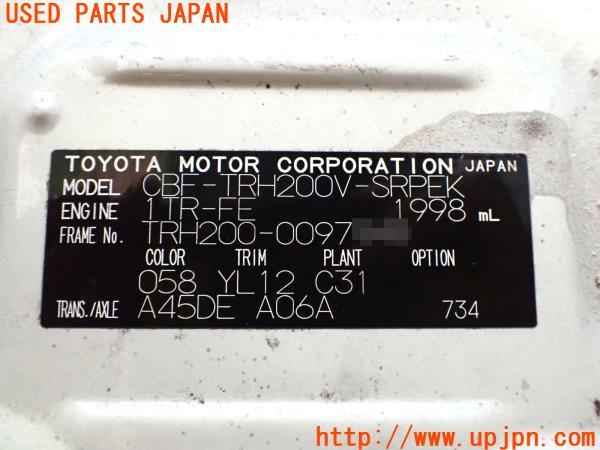 USED PARTS JAPAN
TOYOTA MOTOR CORPORATION JAPAN
MODEL CBF-TRH200V-SRPEK
ENGINE 1TR-FE 1998 mL
FRAME No. TRH200-0097
COLOR TRIM PLANT OPTION
058 YL12 C31
TRANS./AXLE A45DE A06A 734
http://www.upjpn.com/